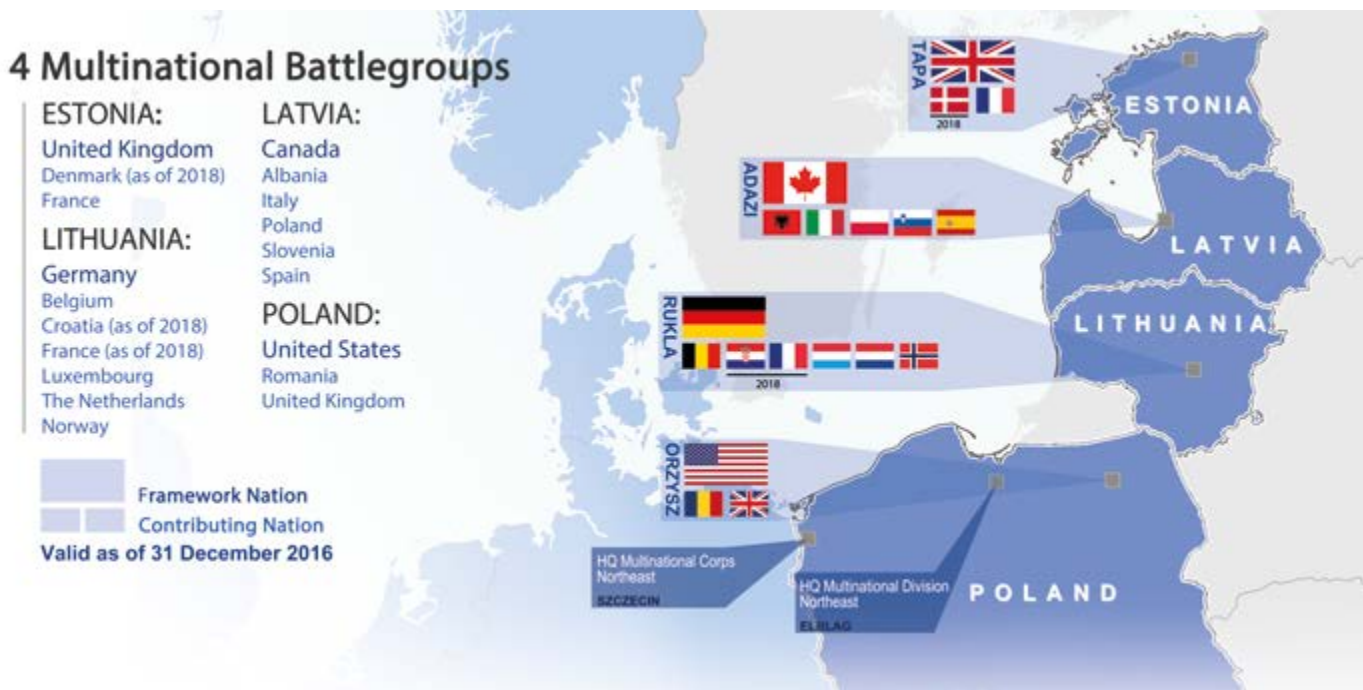 4 Multinational Battlegroups
ESTONIA:
United Kingdom
Denmark (as of 2018)
France
LITHUANIA:
Germany
Belgium
Croatia (as of 2018)
France (as of 2018)
Luxembourg
The Netherlands
Norway
LATVIA:
Canada
Albania
Italy
Poland
Slovenia
Spain
POLAND:
United States
Romania
United Kingdom
Framework Nation
Contributing Nation
Valid as of 31 December 2016
TAPA
2018
ESTONIA
ADAZI
LATVIA
RUKLA
2018
LITHUANIA
ORZYSZ
HQ Multinational Corps
Northeast
SZCZECIN
HQ Multinational Division
Northeast
ELBLAG
POLAND